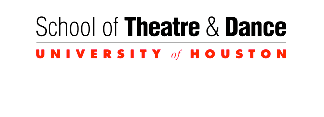 School of Theatre & Dance
UNIVERSITY of HOUSTON